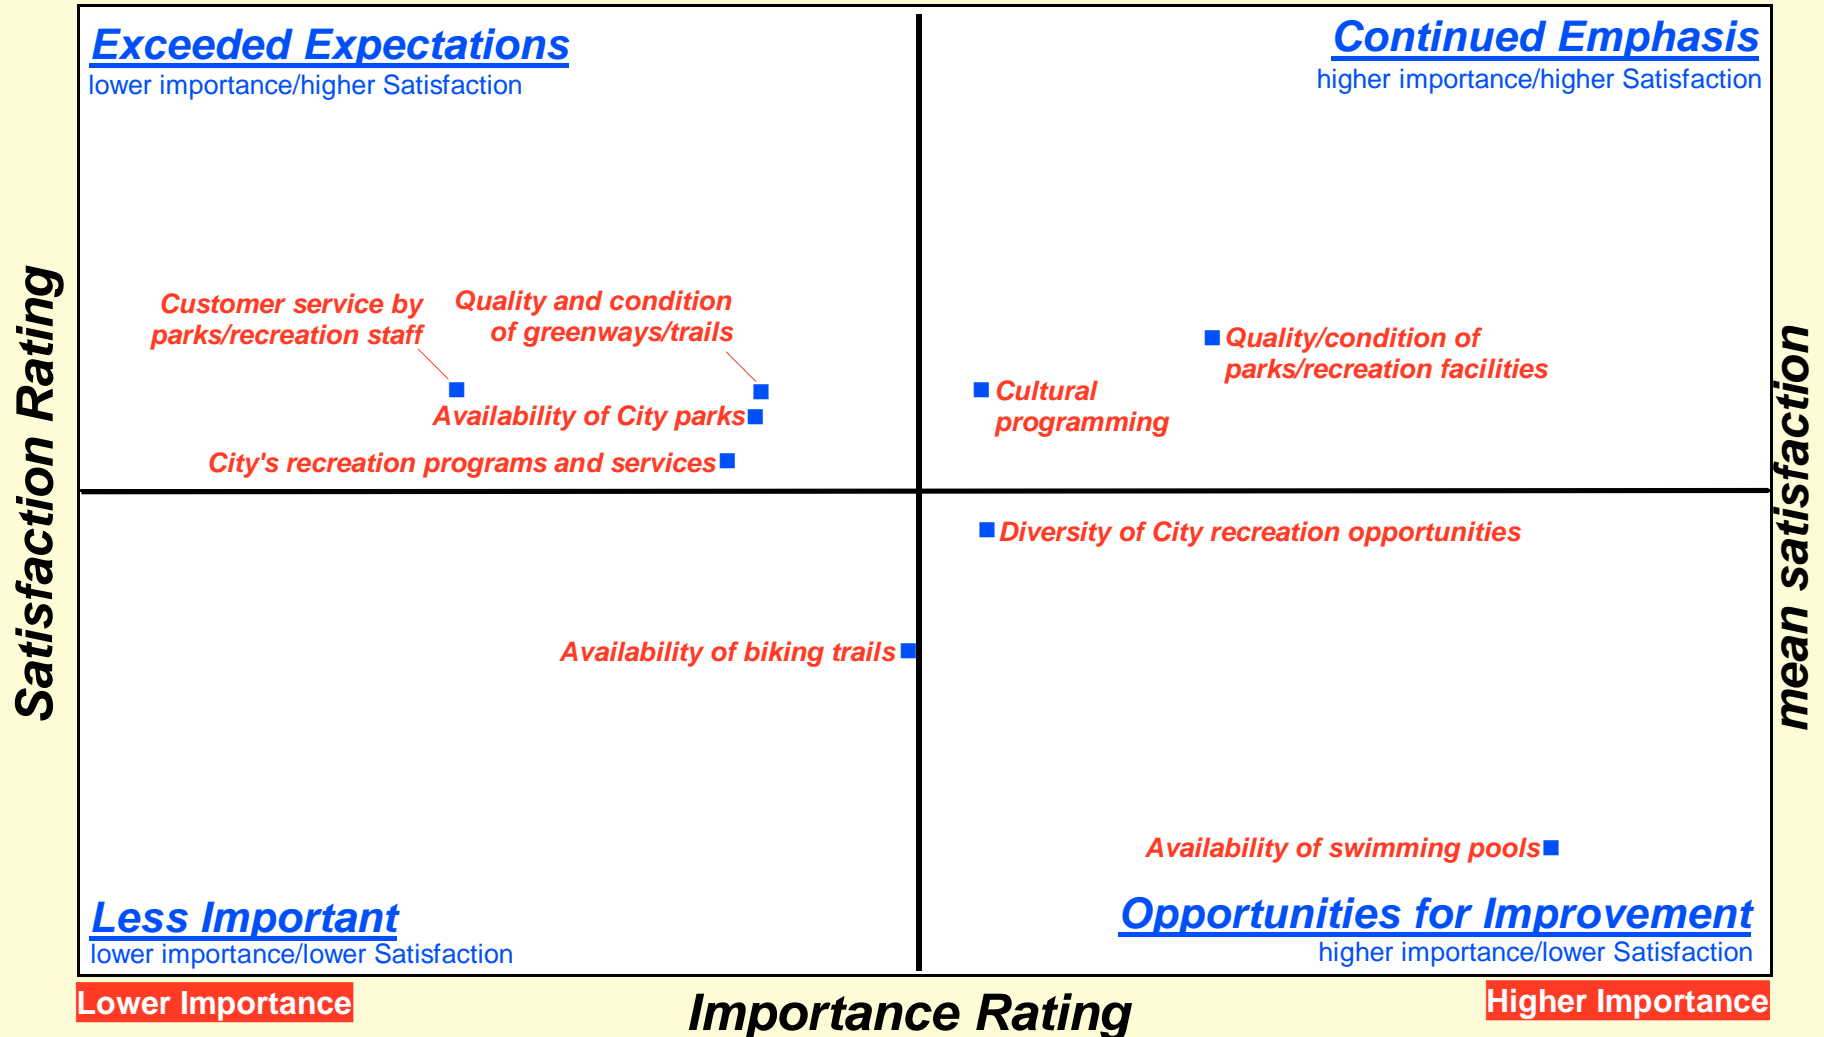 Exceeded Expectations
lower importance/higher Satisfaction
Continued Emphasis
higher importance/higher Satisfaction
Customer service by
parks/recreation staff
Quality and condition
of greenways/trails
Quality/condition of
parks/recreation facilities
Cultural
programming
Availability of City parks
City's recreation programs and services
Satisfaction Rating
mean satisfaction
Diversity of City recreation opportunities
Availability of biking trails
Availability of swimming pools
Less Important
lower importance/lower Satisfaction
Opportunities for Improvement
higher importance/lower Satisfaction
Lower Importance
Importance Rating
Higher Importance